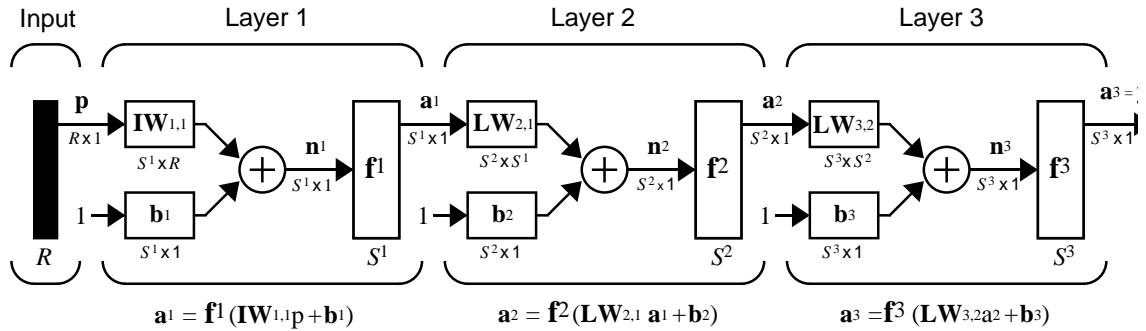 Input Layer 1 Layer 2 Layer 3
p a1 a2 a3 =
IW1,1 LW2,1 LW3,2
R x 1 S1 x 1 S2 x 1 S3 x 1
n1 n2 n3
S1 x R f1 S2 x S1 f2 S3 x S2 f3
+ + +
S1 x 1 S2 x 1 S3 x 1
1 b1 1 b2 1 b3
R S1 x 1 S1 S2 x 1 S2 S3 x 1 S3
a1 = f1 (IW1,1p +b1) a2 = f2 (LW2,1 a1+b2) a3 =f3 (LW3,2a2 +b3)